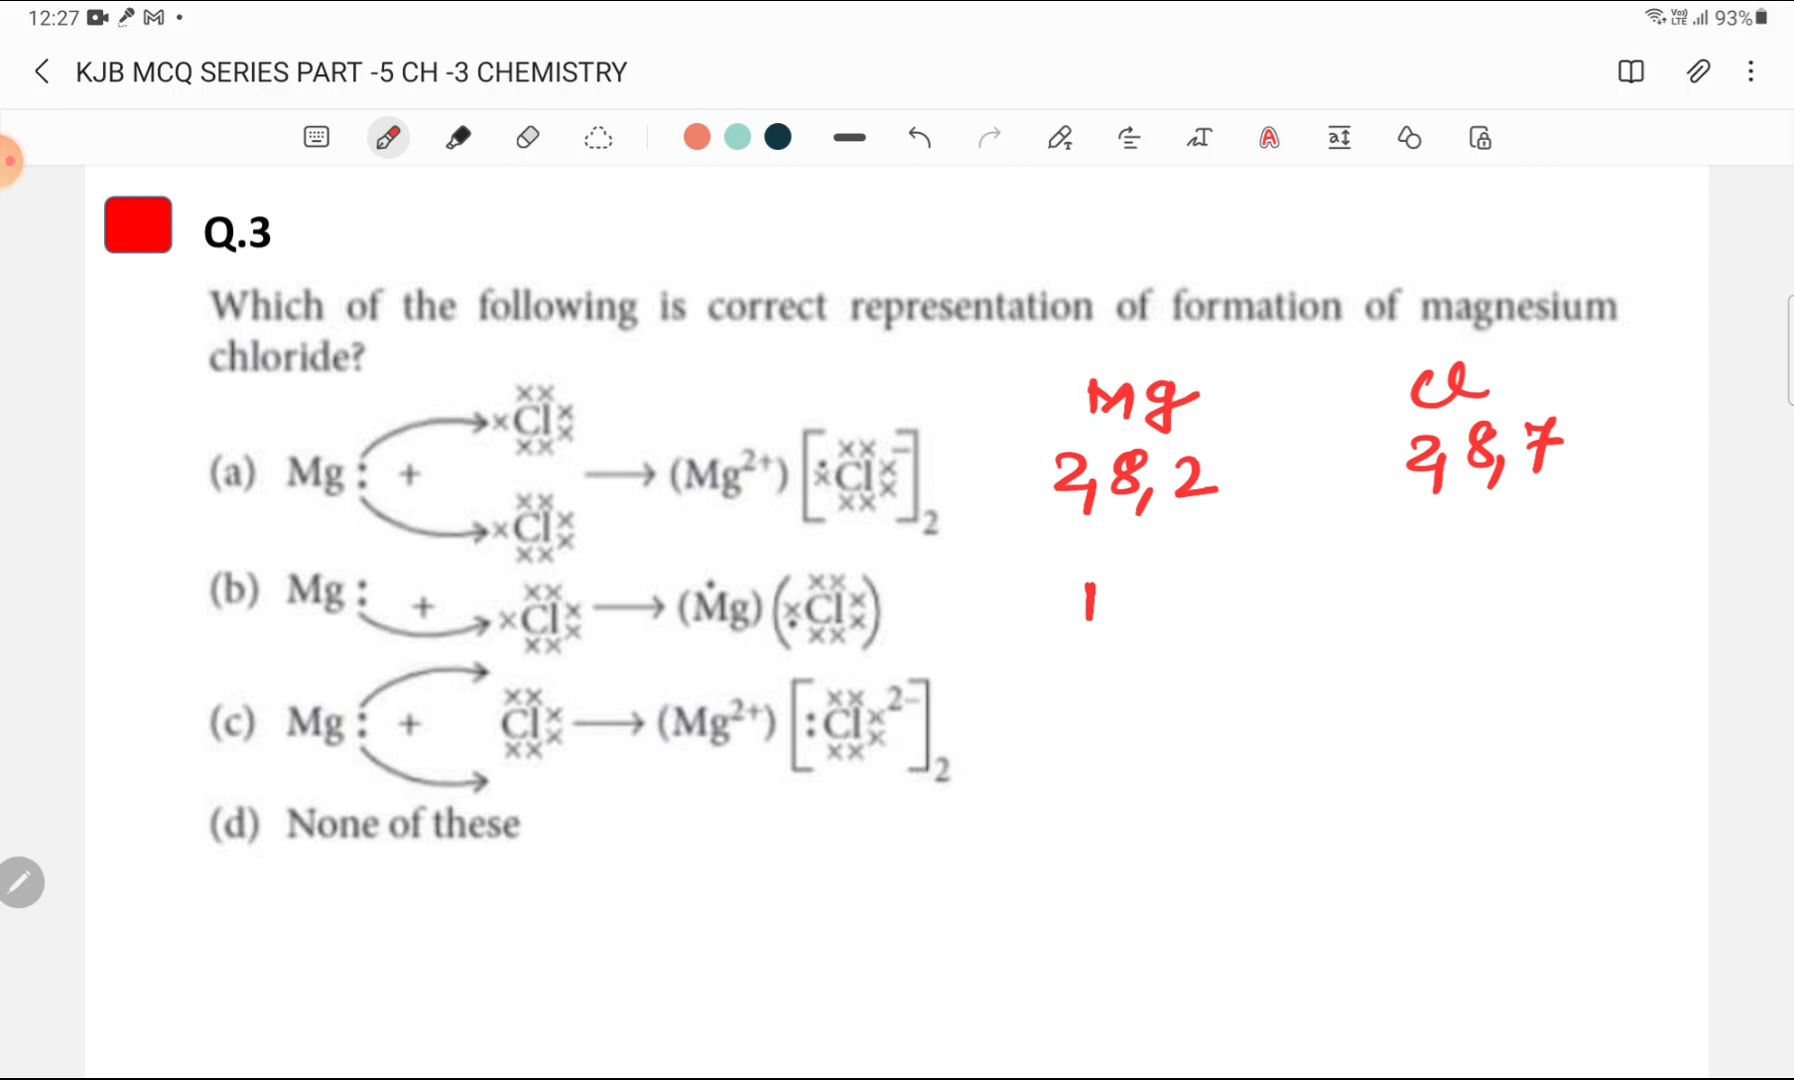 12:27 93%
KJB MCQ SERIES PART -5 CH -3 CHEMISTRY
Q.3
Which of the following is correct representation of formation of magnesium
chloride?
(a) Mg : + ×Cl ×Cl ⟶ (Mg²⁺) [Cl⁻]₂
(b) Mg : + ×Cl ⟶ (Mg) (Cl)
(c) Mg : + Cl ⟶ (Mg²⁺) [:Cl²⁻]₂
(d) None of these
Mg Cl
2,8,2 2,8,7